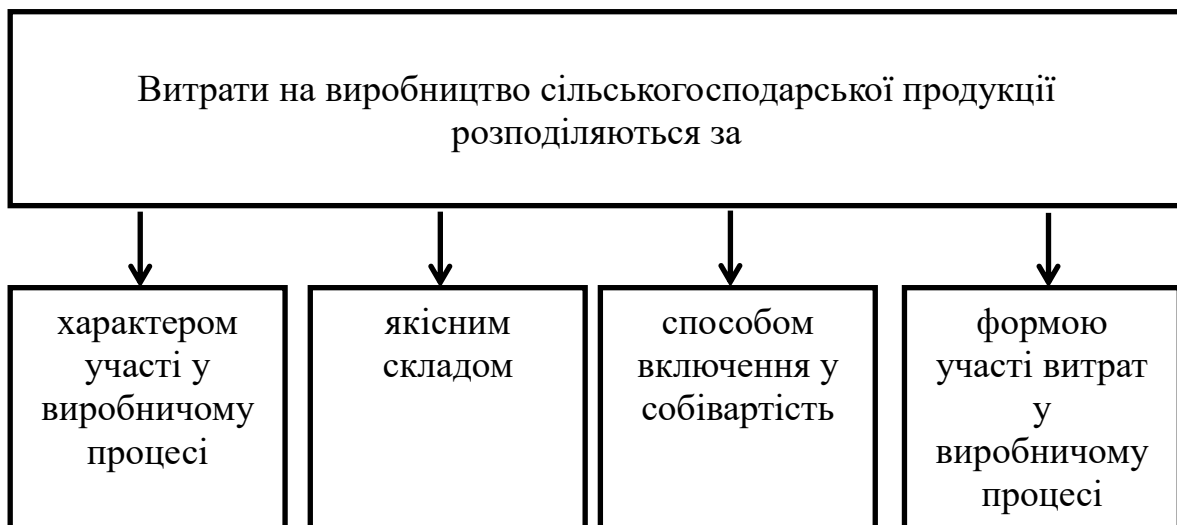 Витрати на виробництво сільськогосподарської продукції
розподіляються за
характером
участі у
виробничому
процесі
якісним
складом
способом
включення у
собівартість
формою
участі витрат
у
виробничому
процесі